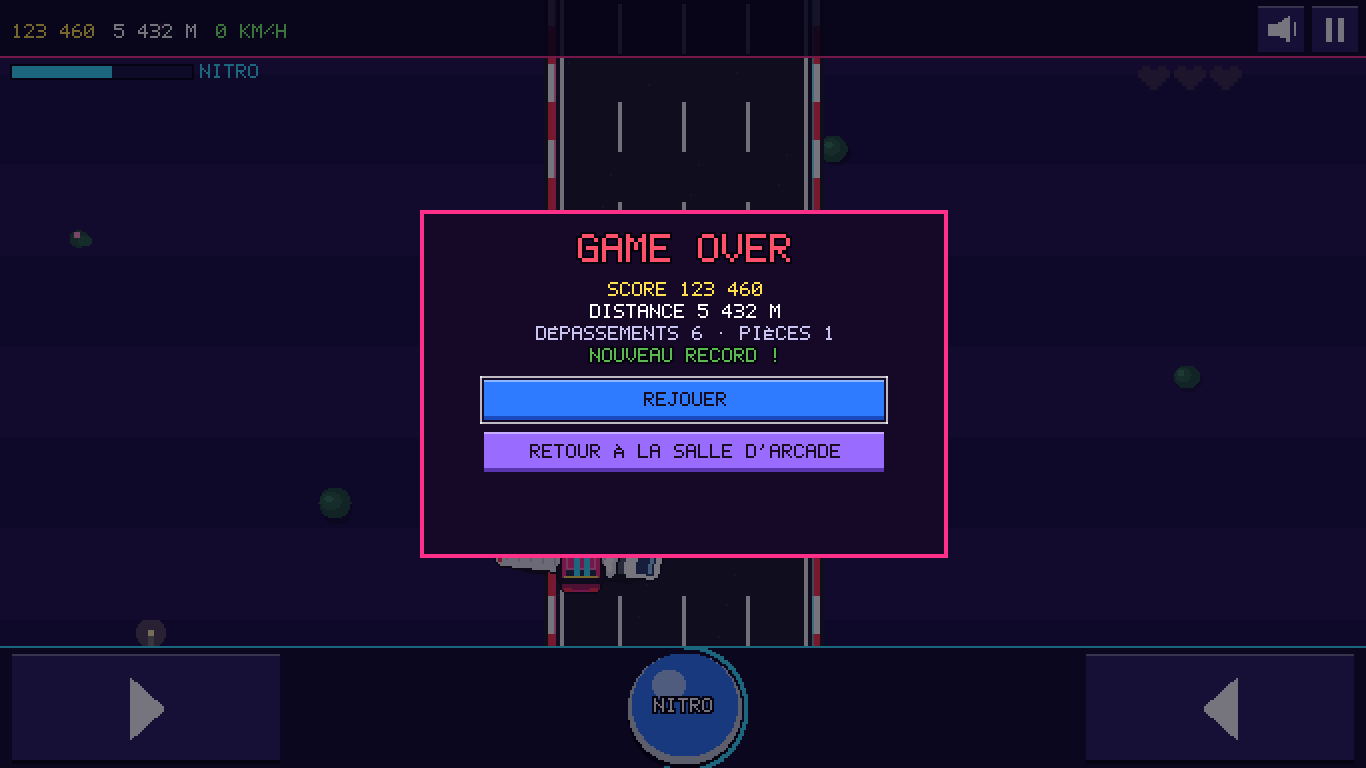 123 460 5 432 M 0 KM/H
NITRO
GAME OVER
SCORE 123 460
DISTANCE 5 432 M
DÉPASSEMENTS 6 · PIÈCES 1
NOUVEAU RECORD !
REJOUER
RETOUR À LA SALLE D'ARCADE
NITRO